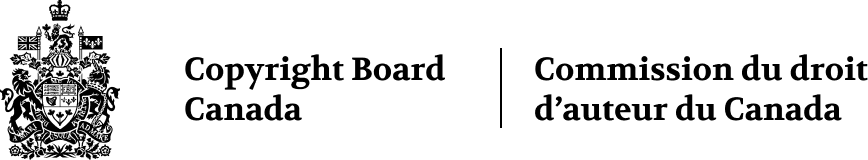 Copyright Board
Canada
Commission du droit
d’auteur du Canada